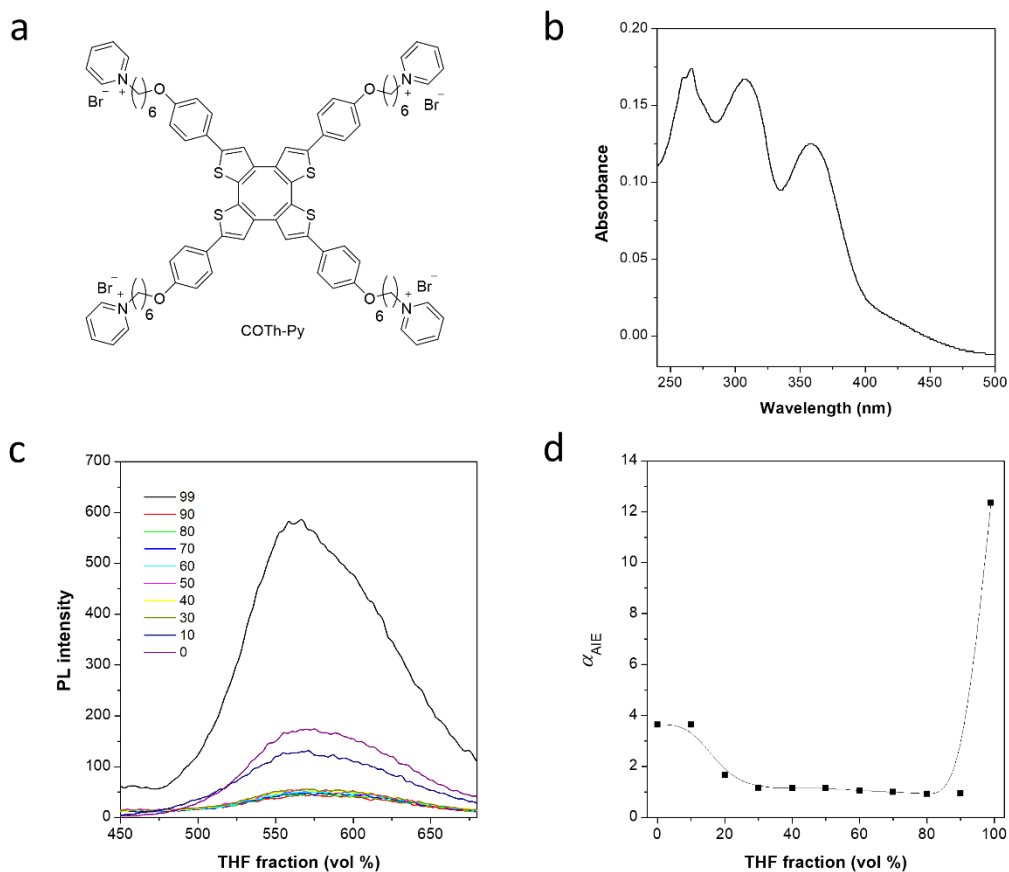 a
N
+
Br−
( )
6
O
O
( )
6
N
+
Br−
S
S
S
S
Br−
N
+
( )
6
O
O
( )
6
Br−
N
+
COTh-Py
b
0.20
0.15
0.10
0.05
0.00
Absorbance
250 300 350 400 450 500
Wavelength (nm)
c
700
600
500
400
300
200
100
0
PL intensity
99
90
80
70
60
50
40
30
10
0
450 500 550 600 650
THF fraction (vol %)
d
14
12
10
8
6
4
2
0
αAIE
0 20 40 60 80 100
THF fraction (vol %)